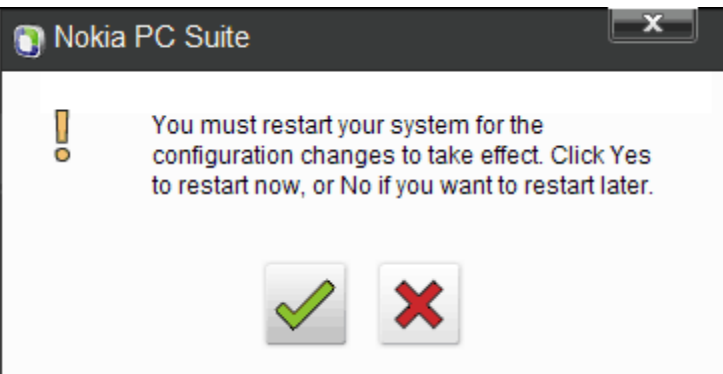 Nokia PC Suite
You must restart your system for the
configuration changes to take effect. Click Yes
to restart now, or No if you want to restart later.